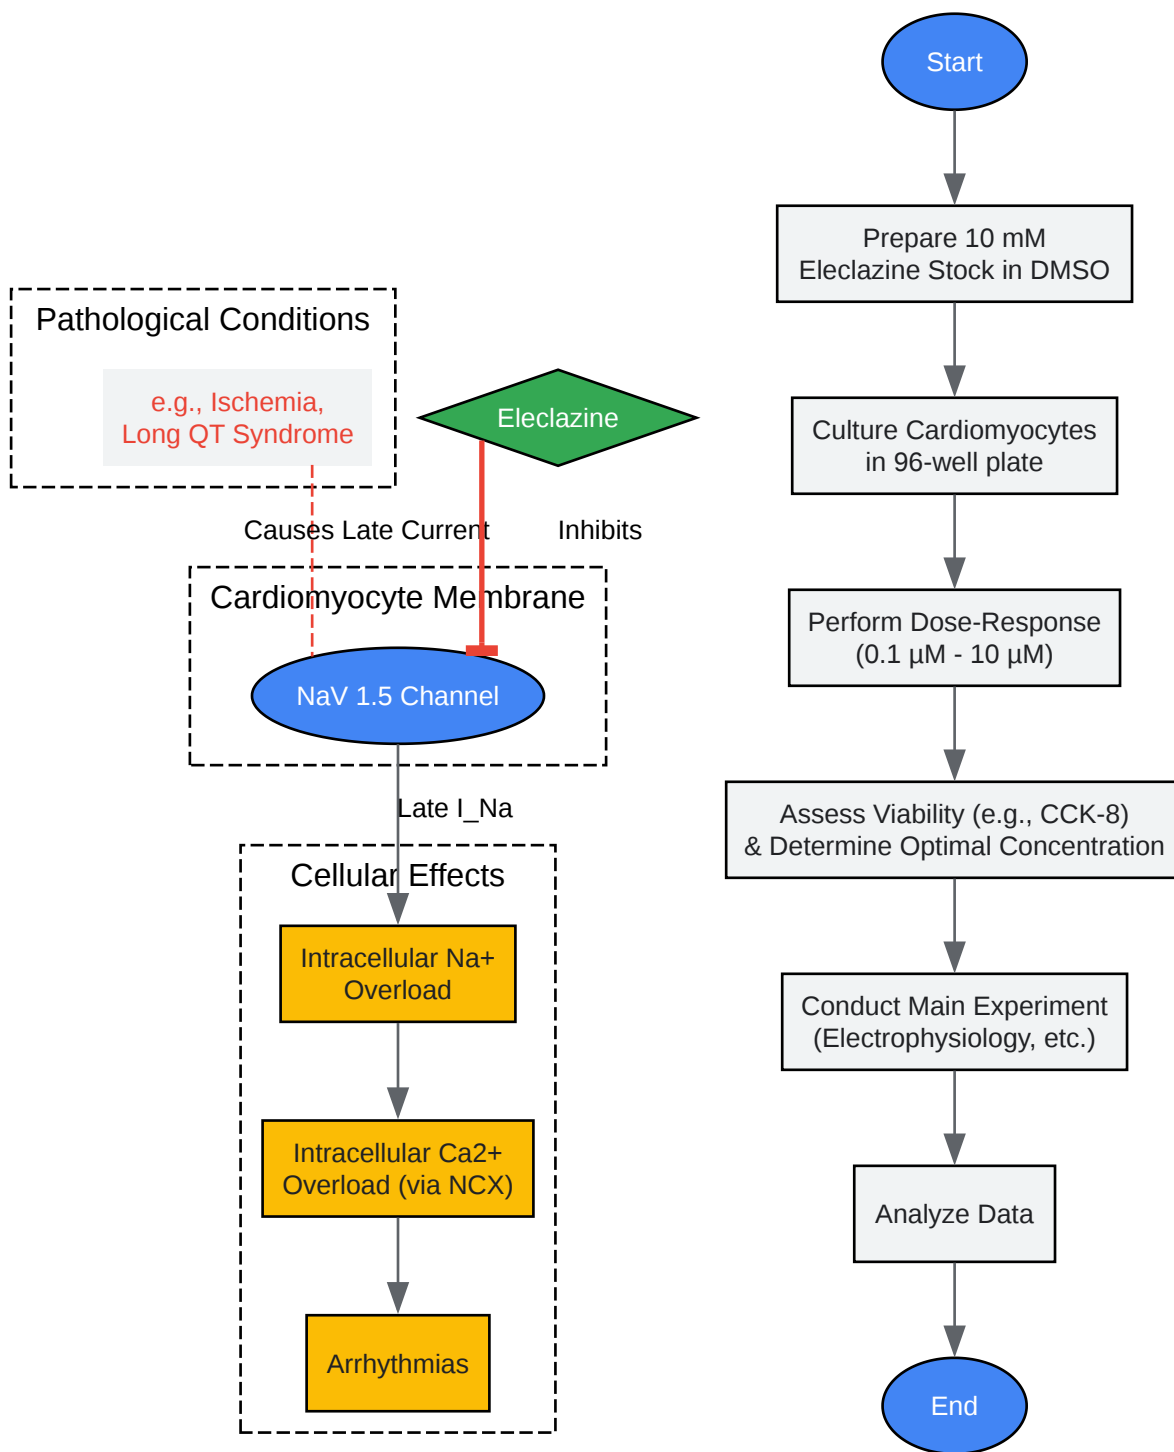 Pathological Conditions
e.g., Ischemia,
Long QT Syndrome
Eleclazine
Causes Late Current
Inhibits
Cardiomyocyte Membrane
NaV 1.5 Channel
Late I_Na
Cellular Effects
Intracellular Na+
Overload
Intracellular Ca2+
Overload (via NCX)
Arrhythmias
Start
Prepare 10 mM
Eleclazine Stock in DMSO
Culture Cardiomyocytes
in 96-well plate
Perform Dose-Response
(0.1 µM - 10 µM)
Assess Viability (e.g., CCK-8)
& Determine Optimal Concentration
Conduct Main Experiment
(Electrophysiology, etc.)
Analyze Data
End